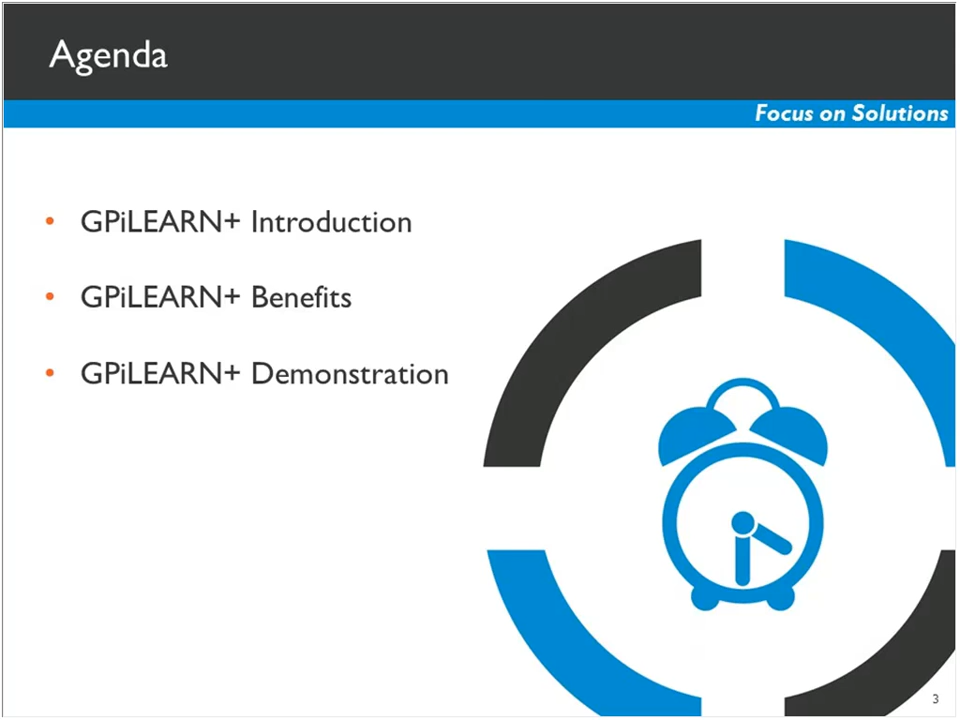 Agenda
Focus on Solutions
• GPiLEARN+ Introduction
• GPiLEARN+ Benefits
• GPiLEARN+ Demonstration
3